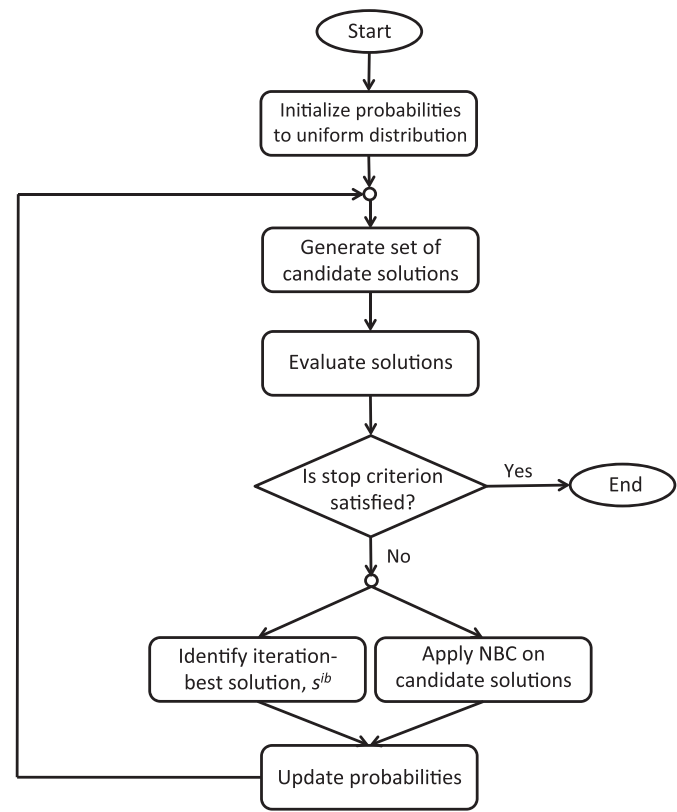 Start
Initialize probabilities
to uniform distribution
Generate set of
candidate solutions
Evaluate solutions
Is stop criterion
satisfied?
Yes
End
No
Identify iteration-
best solution, s^ib
Apply NBC on
candidate solutions
Update probabilities